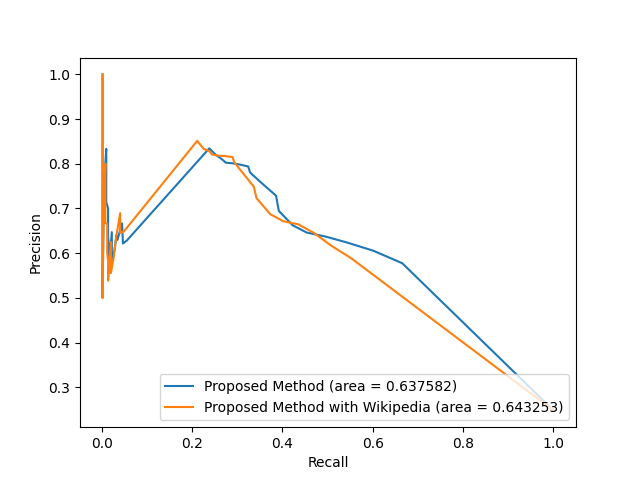 1.0
0.9
0.8
0.7
0.6
0.5
0.4
0.3
Precision
Proposed Method (area = 0.637582)
Proposed Method with Wikipedia (area = 0.643253)
0.0 0.2 0.4 0.6 0.8 1.0
Recall